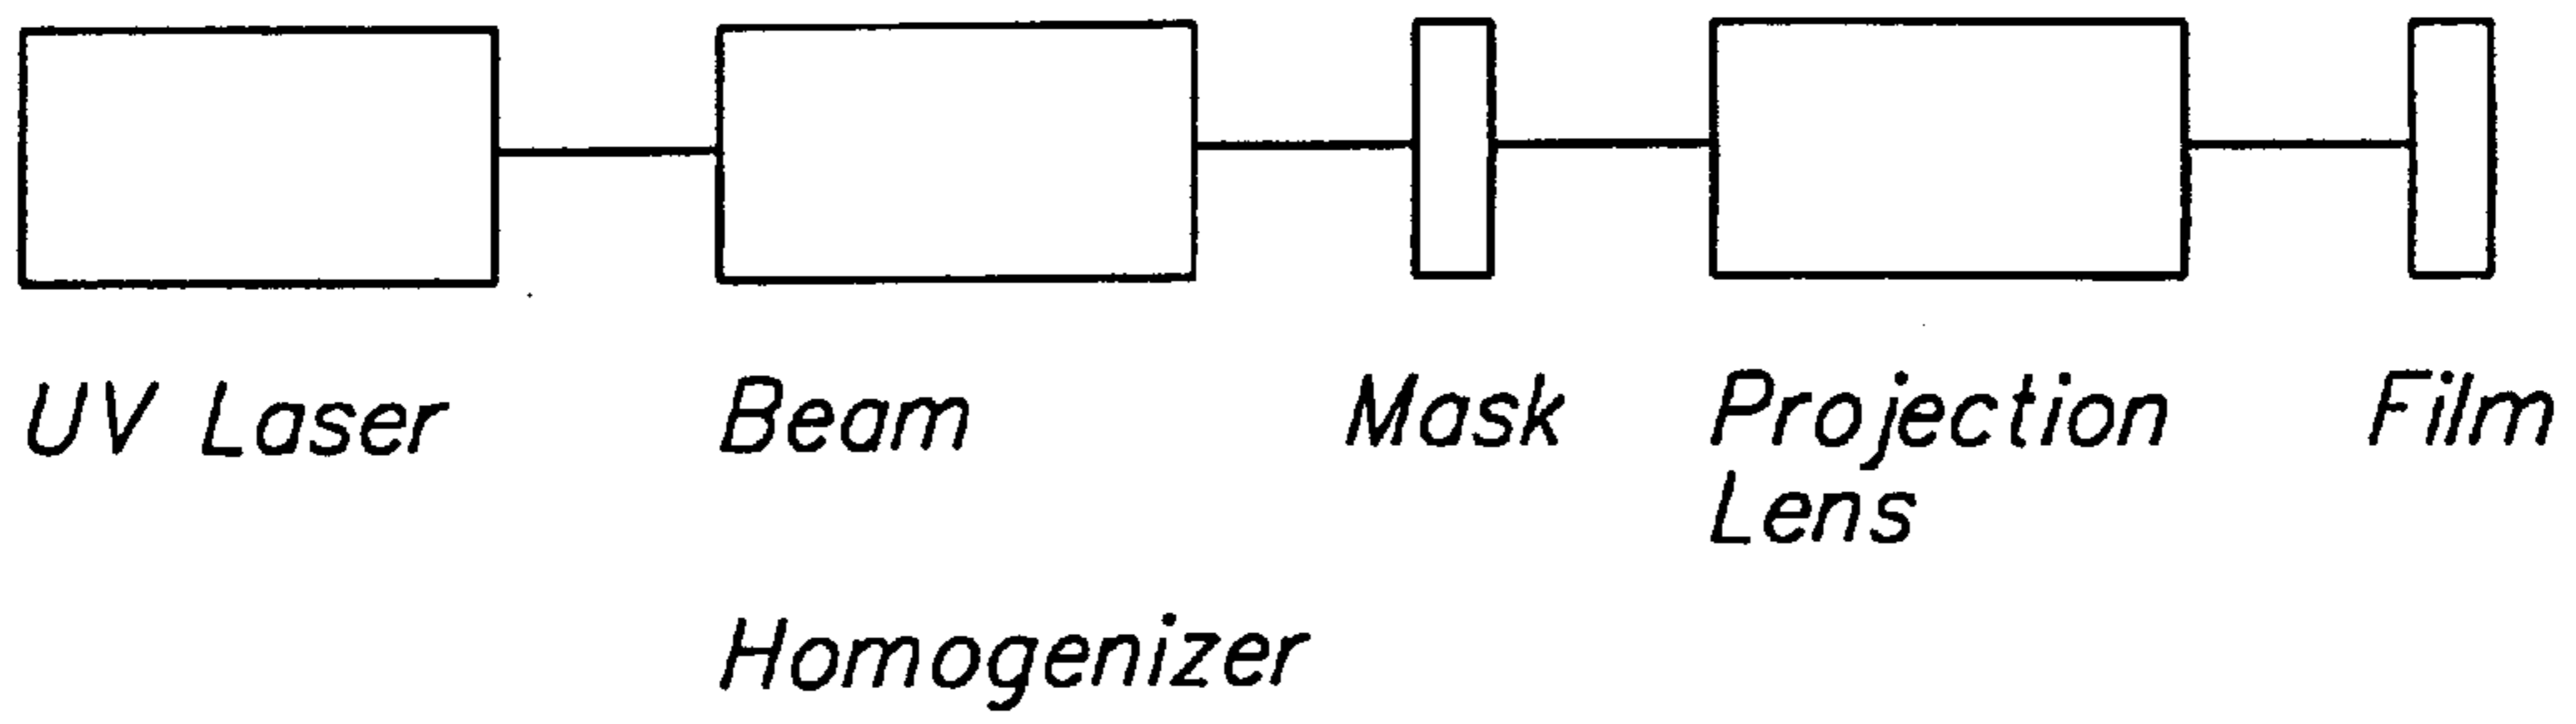 UV Laser
Beam
Homogenizer
Mask
Projection
Lens
Film